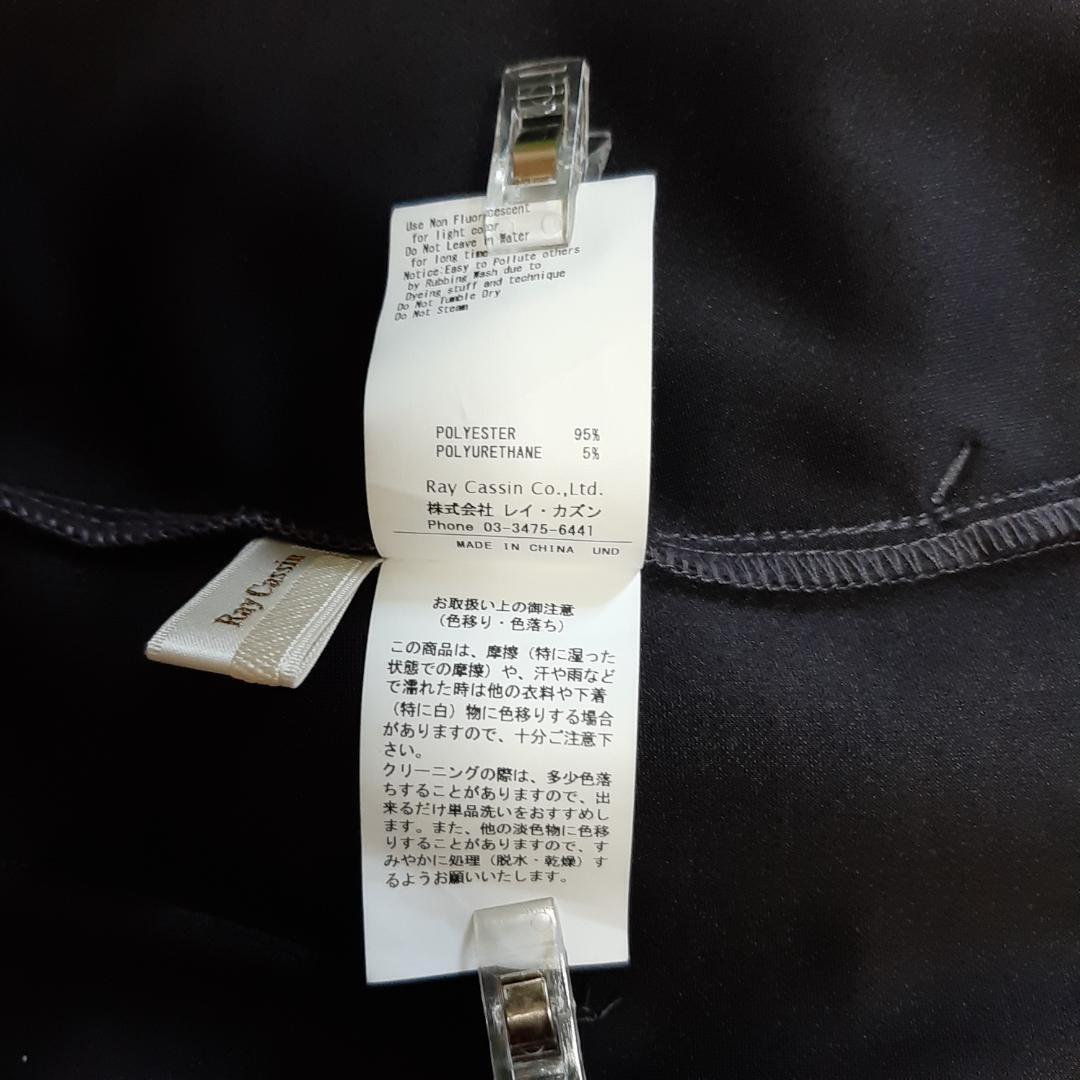 Use Non Fluorescent
for light color
Do Not Leave in Water
for long time
Notice:Easy to Pollute others
by Rubbing Wash due to
Dyeing stuff and technique
Do Not Tumble Dry
Do Not Steam
POLYESTER 95%
POLYURETHANE 5%
Ray Cassin Co.,Ltd.
株式会社 レイ・カズン
Phone 03-3475-6441
MADE IN CHINA UND
Ray Cassin
お取扱い上の御注意
(色移り・色落ち)
この商品は、摩擦(特に湿った
状態での摩擦)や、汗や雨など
で濡れた時は他の衣料や下着
(特に白)物に色移りする場合
がありますので、十分ご注意下
さい。
クリーニングの際は、多少色落
ちすることがありますので、出
来るだけ単品洗いをおすすめし
ます。また、他の淡色物に色移
りすることがありますので、す
みやかに処理(脱水・乾燥)す
るようお願いいたします。